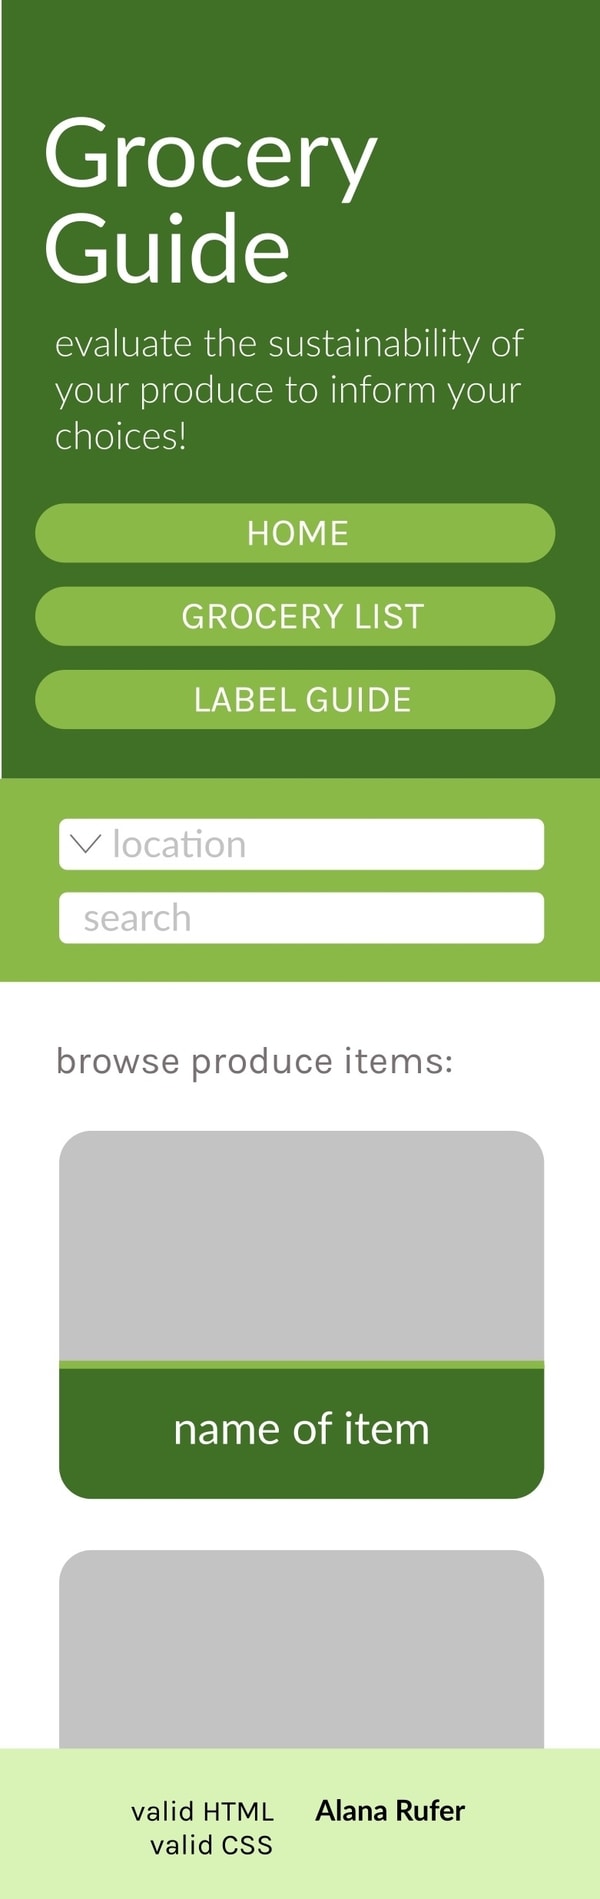 Grocery
Guide
evaluate the sustainability of
your produce to inform your
choices!
HOME
GROCERY LIST
LABEL GUIDE
location
search
browse produce items:
name of item
valid HTML
valid CSS
Alana Rufer